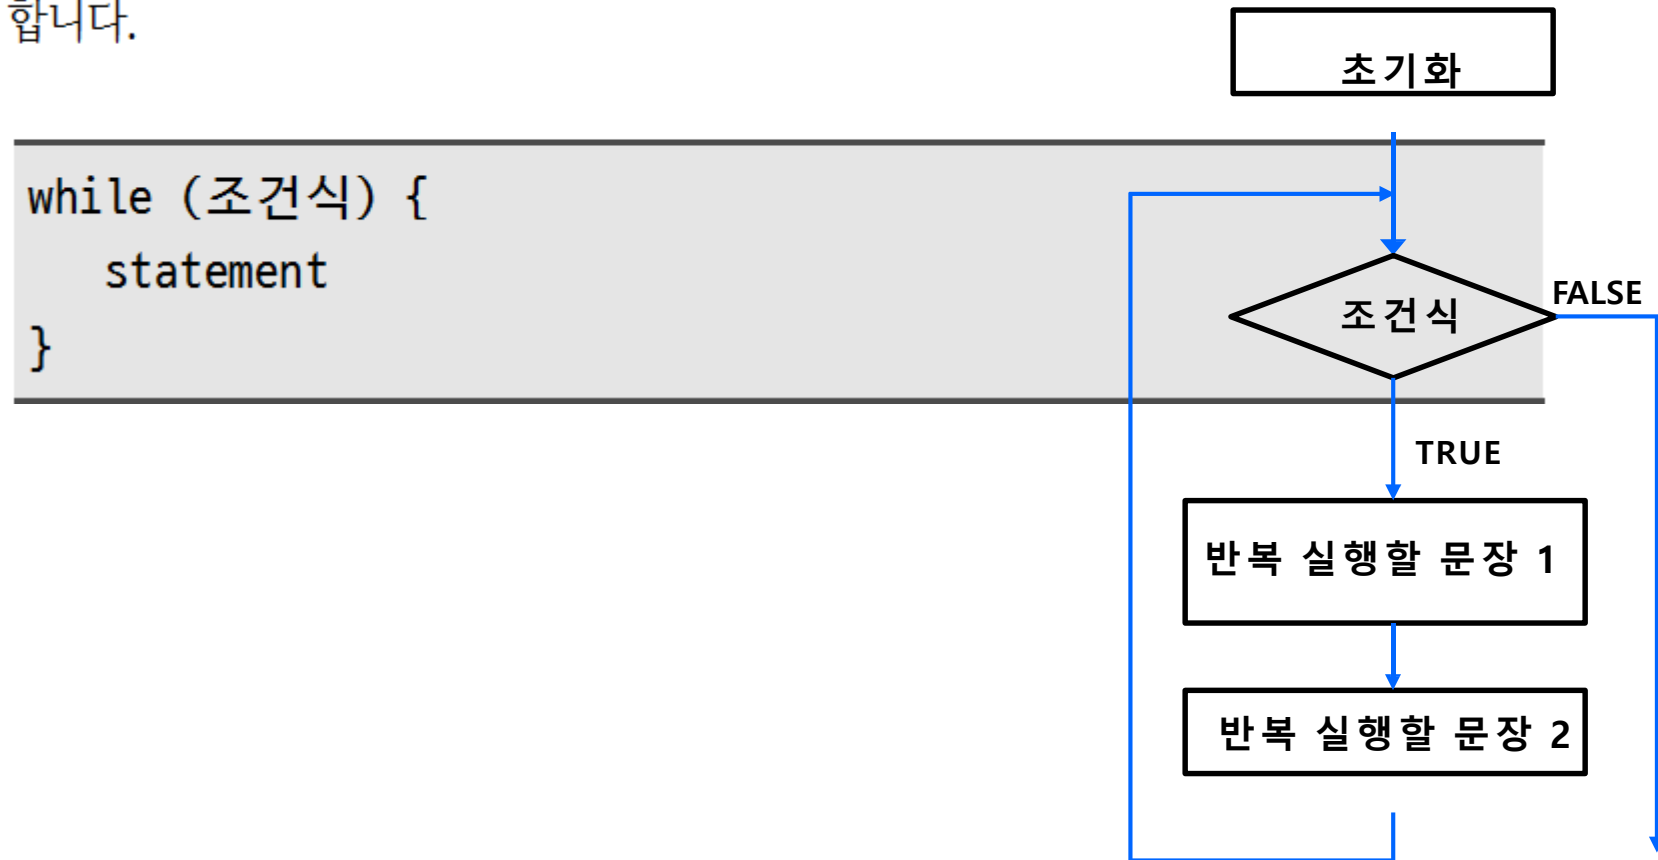 합니다.
while (조건식) {
statement
}
초기화
조건식
FALSE
TRUE
반복 실행할 문장 1
반복 실행할 문장 2